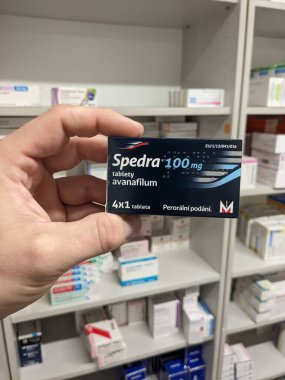 EU/1/13/841/016
Spedra 100 mg
tablety
avanafilum
4x1 tableta
Perorální podání.